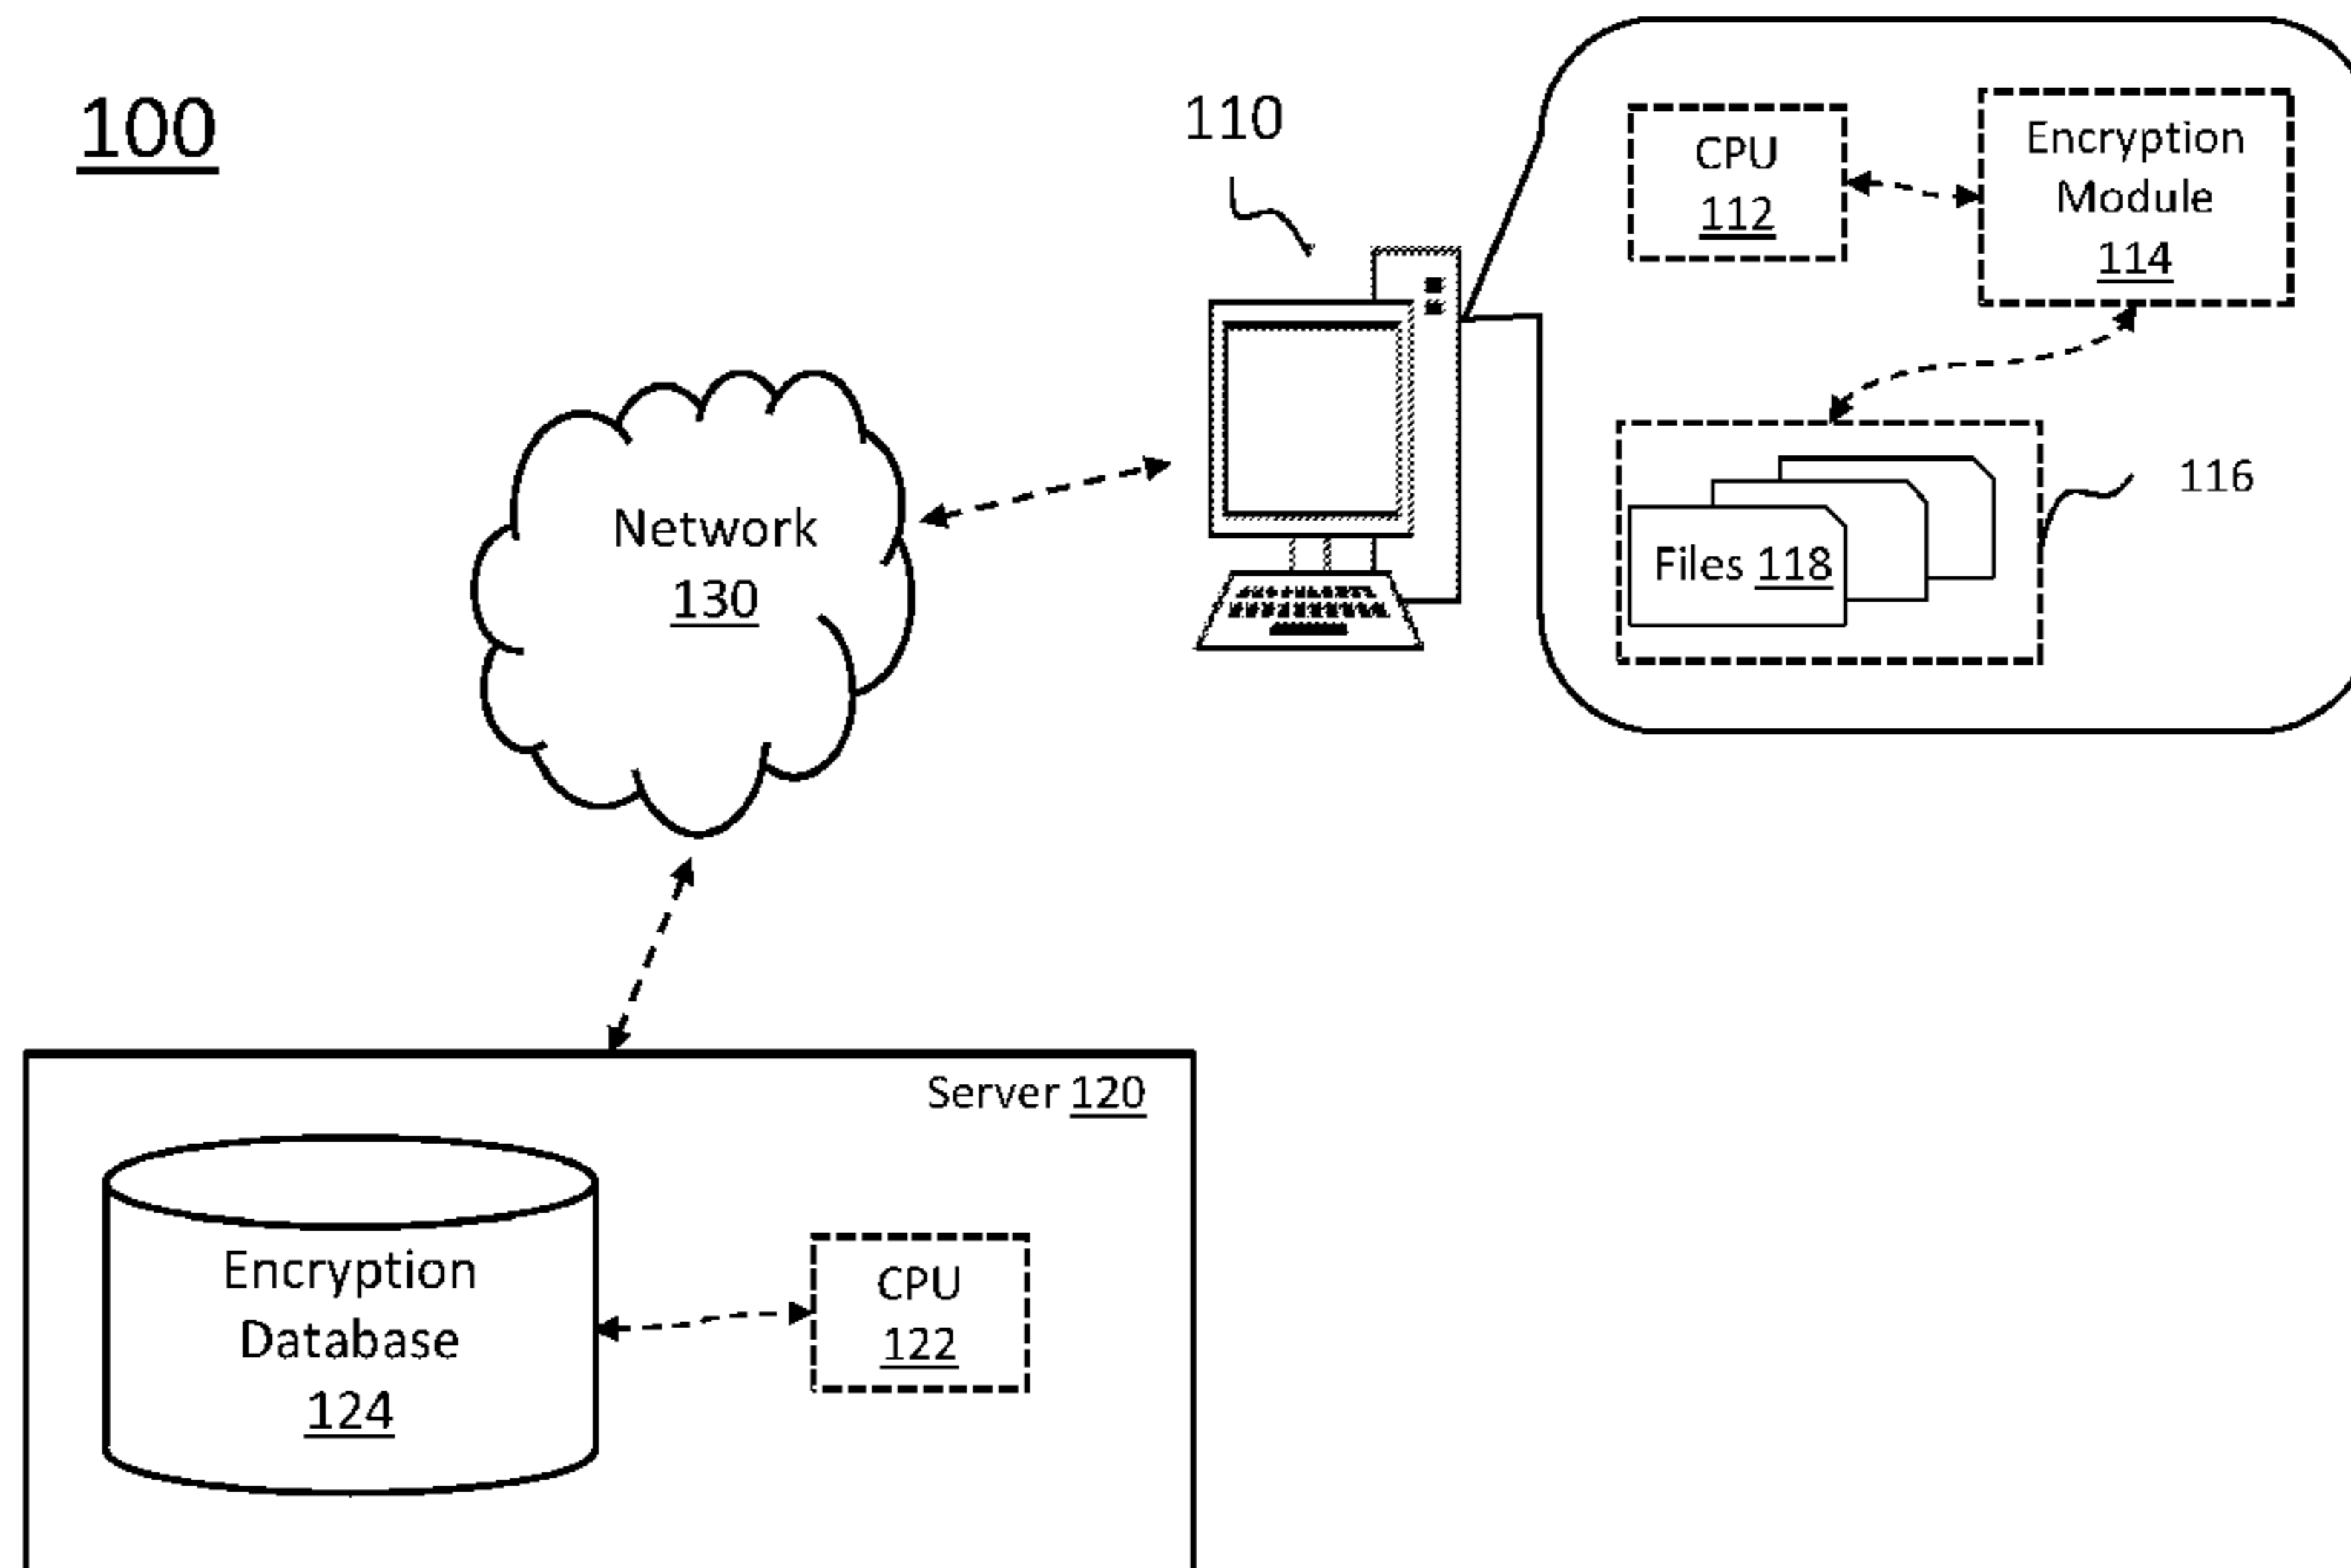 100
110
CPU
112
Encryption
Module
114
116
Files 118
Network
130
Server 120
Encryption
Database
124
CPU
122